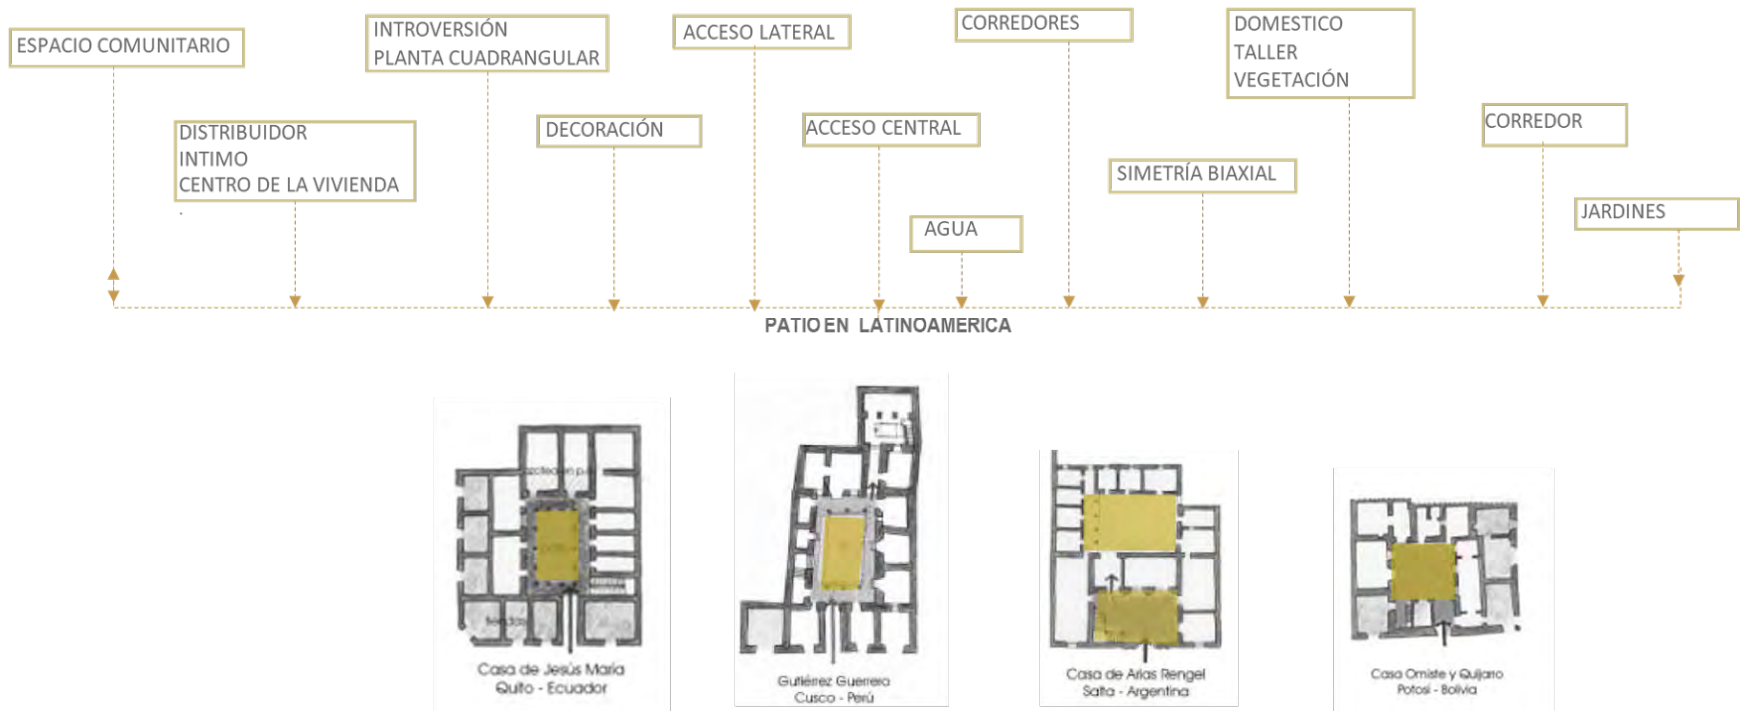 ESPACIO COMUNITARIO
DISTRIBUIDOR
INTIMO
CENTRO DE LA VIVIENDA
.
INTROVERSIÓN
PLANTA CUADRANGULAR
DECORACIÓN
ACCESO LATERAL
ACCESO CENTRAL
AGUA
CORREDORES
SIMETRÍA BIAXIAL
DOMESTICO
TALLER
VEGETACIÓN
CORREDOR
JARDINES
PATIO EN LATINOAMERICA
tiendas
Casa de Jesús María
Quito - Ecuador
Gutiérrez Guerrero
Cusco - Perú
Casa de Arias Rengel
Salta - Argentina
Casa Omiste y Quijarro
Potosí - Bolivia